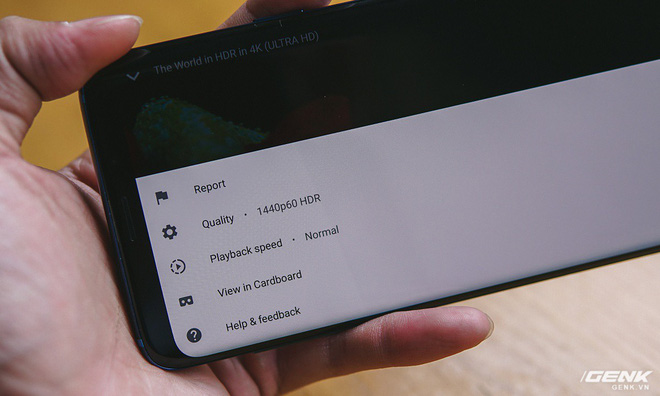 The World in HDR in 4K (ULTRA HD)
Report
Quality · 1440p60 HDR
Playback speed · Normal
View in Cardboard
Help & feedback
GENK
GENK.VN